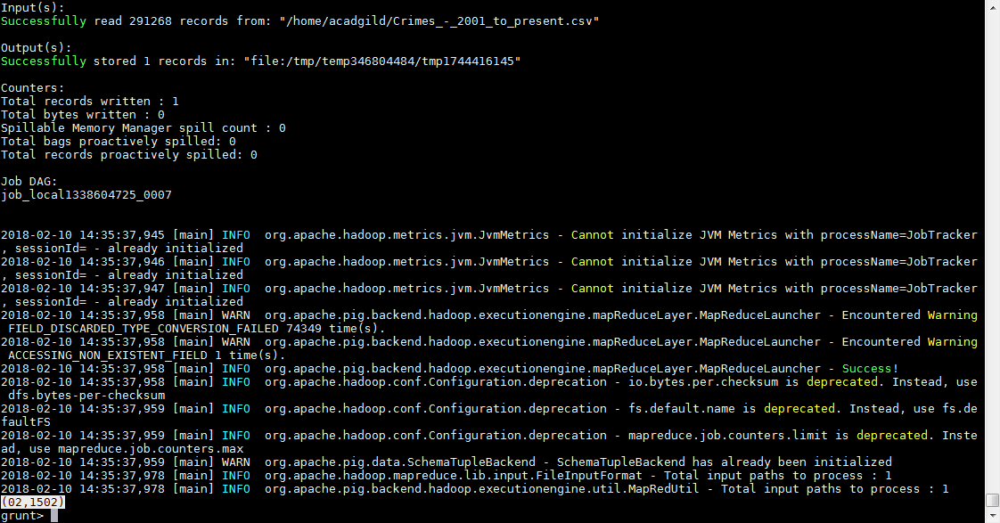 Input(s):
Successfully read 291268 records from: "/home/acadgild/Crimes_-_2001_to_present.csv"
Output(s):
Successfully stored 1 records in: "file:/tmp/temp346804484/tmp1744416145"
Counters:
Total records written : 1
Total bytes written : 0
Spillable Memory Manager spill count : 0
Total bags proactively spilled: 0
Total records proactively spilled: 0
Job DAG:
job_local1338604725_0007
2018-02-10 14:35:37,945 [main] INFO  org.apache.hadoop.metrics.jvm.JvmMetrics - Cannot initialize JVM Metrics with processName=JobTracker
, sessionId= - already initialized
2018-02-10 14:35:37,946 [main] INFO  org.apache.hadoop.metrics.jvm.JvmMetrics - Cannot initialize JVM Metrics with processName=JobTracker
, sessionId= - already initialized
2018-02-10 14:35:37,947 [main] INFO  org.apache.hadoop.metrics.jvm.JvmMetrics - Cannot initialize JVM Metrics with processName=JobTracker
, sessionId= - already initialized
2018-02-10 14:35:37,958 [main] WARN  org.apache.pig.backend.hadoop.executionengine.mapReduceLayer.MapReduceLauncher - Encountered Warning
 FIELD_DISCARDED_TYPE_CONVERSION_FAILED 74349 time(s).
2018-02-10 14:35:37,958 [main] WARN  org.apache.pig.backend.hadoop.executionengine.mapReduceLayer.MapReduceLauncher - Encountered Warning
 ACCESSING_NON_EXISTENT_FIELD 1 time(s).
2018-02-10 14:35:37,958 [main] INFO  org.apache.pig.backend.hadoop.executionengine.mapReduceLayer.MapReduceLauncher - Success!
2018-02-10 14:35:37,958 [main] INFO  org.apache.hadoop.conf.Configuration.deprecation - io.bytes.per.checksum is deprecated. Instead, use
 dfs.bytes-per-checksum
2018-02-10 14:35:37,959 [main] INFO  org.apache.hadoop.conf.Configuration.deprecation - fs.default.name is deprecated. Instead, use fs.de
faultFS
2018-02-10 14:35:37,959 [main] INFO  org.apache.hadoop.conf.Configuration.deprecation - mapreduce.job.counters.limit is deprecated. Inste
ad, use mapreduce.job.counters.max
2018-02-10 14:35:37,959 [main] WARN  org.apache.pig.data.SchemaTupleBackend - SchemaTupleBackend has already been initialized
2018-02-10 14:35:37,978 [main] INFO  org.apache.hadoop.mapreduce.lib.input.FileInputFormat - Total input paths to process : 1
2018-02-10 14:35:37,978 [main] INFO  org.apache.pig.backend.hadoop.executionengine.util.MapRedUtil - Total input paths to process : 1
(02,1502)
grunt>